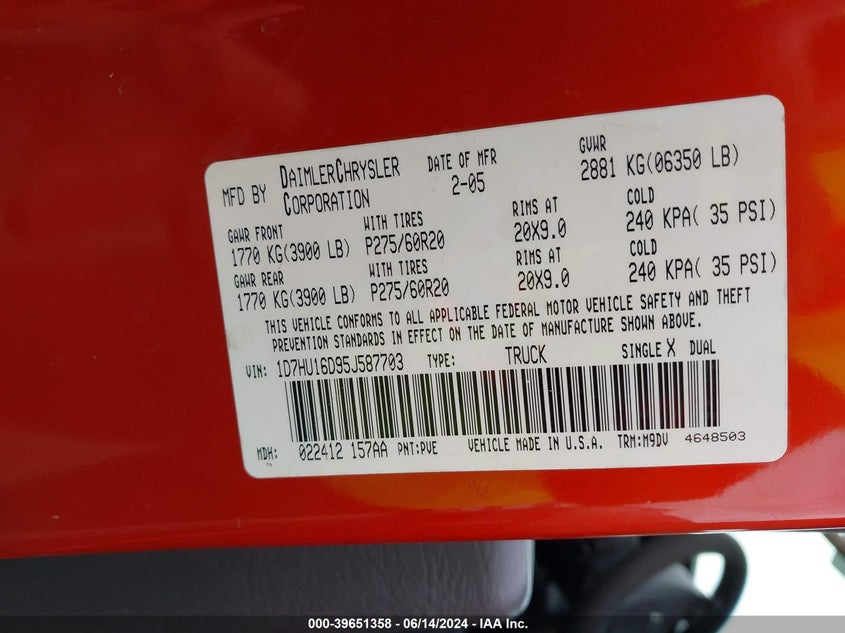 MFD BY DAIMLERCHRYSLER CORPORATION DATE OF MFR 2-05 GVWR 2881 KG(06350 LB)
GAWR FRONT WITH TIRES RIMS AT COLD
1770 KG(3900 LB) P275/60R20 20X9.0 240 KPA( 35 PSI)
GAWR REAR WITH TIRES RIMS AT COLD
1770 KG(3900 LB) P275/60R20 20X9.0 240 KPA( 35 PSI)
THIS VEHICLE CONFORMS TO ALL APPLICABLE FEDERAL MOTOR VEHICLE SAFETY AND THEFT
PREVENTION STANDARDS IN EFFECT ON THE DATE OF MANUFACTURE SHOWN ABOVE.
VIN: 1D7HU16D95J587703 TYPE: TRUCK SINGLE X DUAL
MDH: 022412 157AA PNT:PVE VEHICLE MADE IN U.S.A. TRM:M9DV 4648503
000-39651358 - 06/14/2024 - IAA Inc.